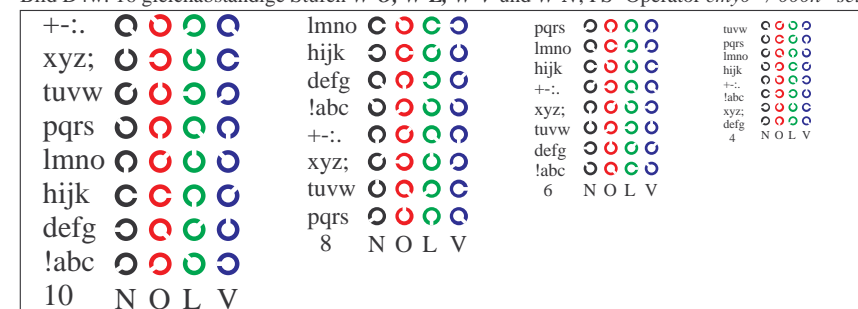 +-:.
xyz;
tuvw
pqrs
lmno
hijk
defg
!abc
10 N O L V
lmno
hijk
defg
!abc
+-:.
xyz;
tuvw
pqrs
8 N O L V
pqrs
lmno
hijk
+-:.
xyz;
tuvw
defg
!abc
6 N O L V
tuvw
pqrs
lmno
hijk
+-:.
!abc
xyz;
defg
4 N O L V